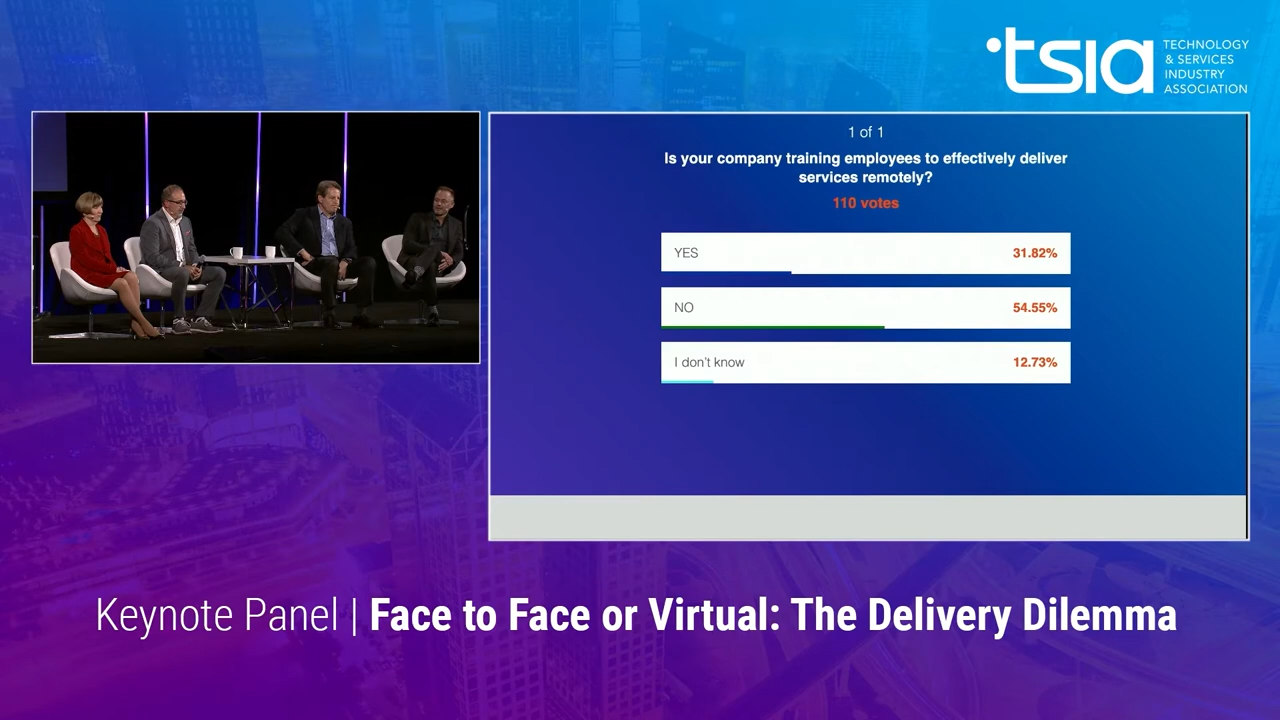 tsia
TECHNOLOGY
& SERVICES
INDUSTRY
ASSOCIATION
1 of 1
Is your company training employees to effectively deliver
services remotely?
110 votes
YES 31.82%
NO 54.55%
I don't know 12.73%
Keynote Panel | Face to Face or Virtual: The Delivery Dilemma